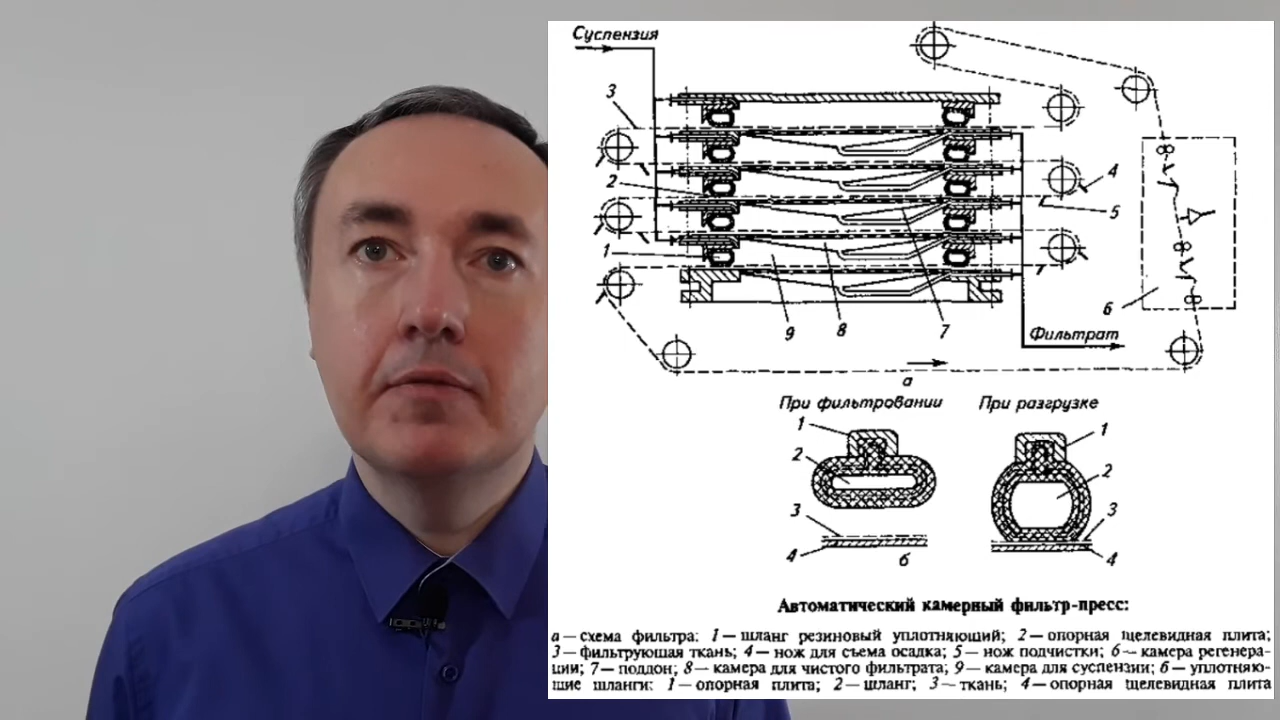 Суспензия
3
4
2
5
1
6
9
8
7
Фильтрат
а
При фильтровании
При разгрузке
1
1
2
2
3
3
4
б
4
Автоматический камерный фильтр-пресс:
а — схема фильтра: 1 — шланг резиновый уплотняющий; 2 — опорная щелевидная плита;
3 — фильтрующая ткань; 4 — нож для съема осадка; 5 — нож подчистки; 6 — камера регенера-
ции; 7 — поддон; 8 — камера для чистого фильтрата; 9 — камера для суспензии; б — уплотняю-
щие шланги: 1 — опорная плита; 2 — шланг; 3 — ткань; 4 — опорная щелевидная плита